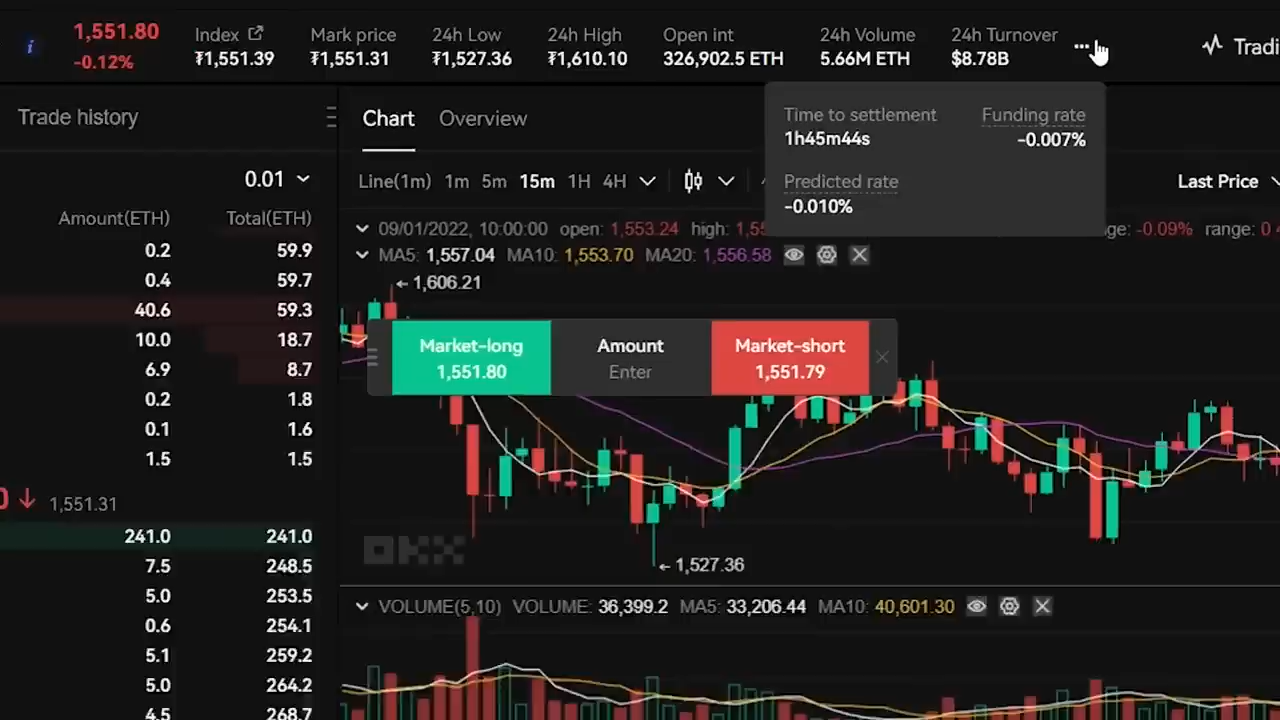 1,551.80
-0.12%
Index
₮1,551.39
Mark price
₮1,551.31
24h Low
₮1,527.36
24h High
₮1,610.10
Open int
326,902.5 ETH
24h Volume
5.66M ETH
24h Turnover
$8.78B
Time to settlement
1h45m44s
Funding rate
-0.007%
Predicted rate
-0.010%
Trade history
0.01
Amount(ETH) Total(ETH)
0.2 59.9
0.4 59.7
40.6 59.3
10.0 18.7
6.9 8.7
0.2 1.8
0.1 1.6
1.5 1.5
1,551.31
241.0 241.0
7.5 248.5
5.0 253.5
0.6 254.1
5.1 259.2
5.0 264.2
4.5 268.7
Chart Overview
Line(1m) 1m 5m 15m 1H 4H
Last Price
09/01/2022, 10:00:00 open: 1,553.24 high: -0.09% range:
MA5: 1,557.04 MA10: 1,553.70 MA20: 1,556.58
1,606.21
Market-long
1,551.80
Amount
Enter
Market-short
1,551.79
OKX
1,527.36
VOLUME(5,10) VOLUME: 36,399.2 MA5: 33,206.44 MA10: 40,601.30